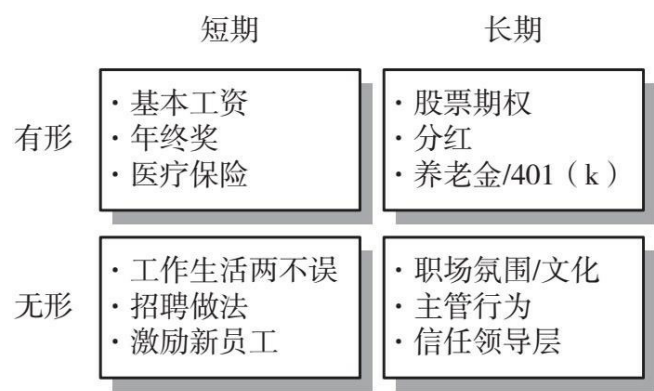 短期 长期
有形
·基本工资
·年终奖
·医疗保险
·股票期权
·分红
·养老金/401（k）
无形
·工作生活两不误
·招聘做法
·激励新员工
·职场氛围/文化
·主管行为
·信任领导层